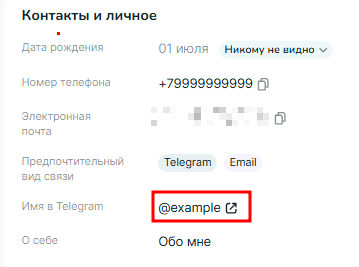 Контакты и личное
Дата рождения 01 июля Никому не видно
Номер телефона +79999999999
Электронная
почта
Предпочтительный
вид связи Telegram Email
Имя в Telegram @example
О себе Обо мне